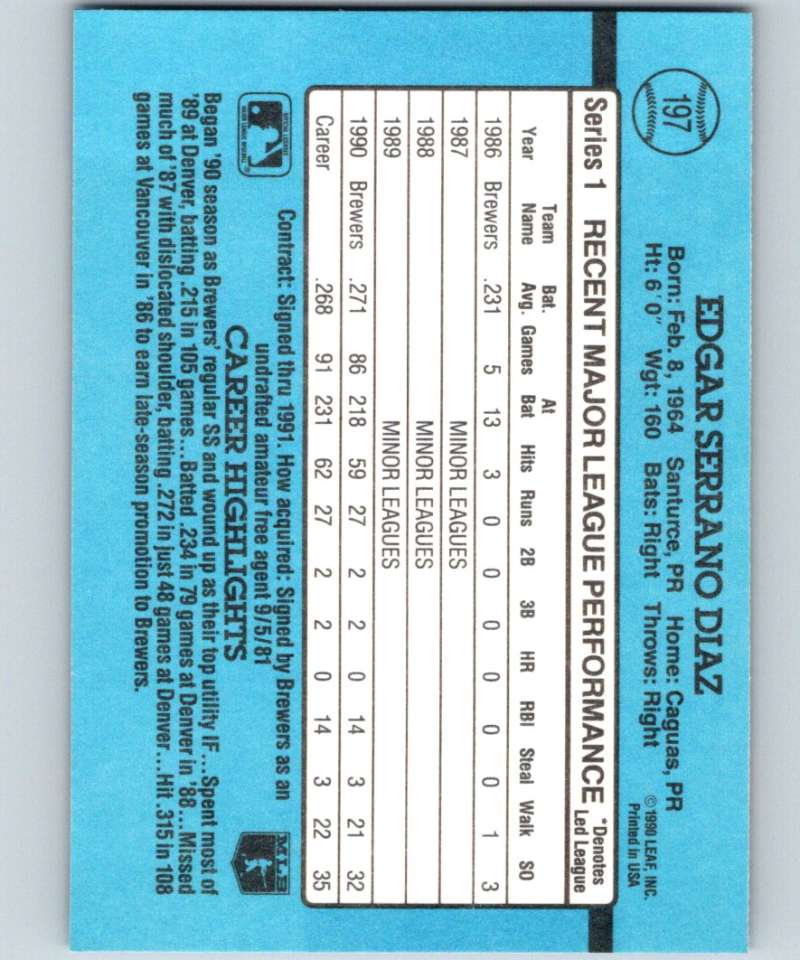 197
EDGAR SERRANO DIAZ
Born: Feb. 8, 1964 Santurce, PR Home: Caguas, PR
Ht: 6' 0" Wgt: 160 Bats: Right Throws: Right
©1990 LEAF, INC.
Printed in USA
Series 1 RECENT MAJOR LEAGUE PERFORMANCE *Denotes Led League
Year Team Name Bat. Avg. Games At Bat Hits Runs 2B 3B HR RBI Steal Walk SO
1986 Brewers .231 5 13 3 0 0 0 0 0 0 1 3
1987 MINOR LEAGUES
1988 MINOR LEAGUES
1989 MINOR LEAGUES
1990 Brewers .271 86 218 59 27 2 2 0 14 3 21 32
Career .268 91 231 62 27 2 2 0 14 3 22 35
Contract: Signed thru 1991. How acquired: Signed by Brewers as an
undrafted amateur free agent 9/5/81
CAREER HIGHLIGHTS
MLB
Began '90 season as Brewers' regular SS and wound up as their top utility IF...Spent most of
'89 at Denver, batting .215 in 105 games...Batted .234 in 79 games at Denver in '88...Missed
much of '87 with dislocated shoulder, batting .272 in just 48 games at Denver...Hit .315 in 108
games at Vancouver in '86 to earn late-season promotion to Brewers.